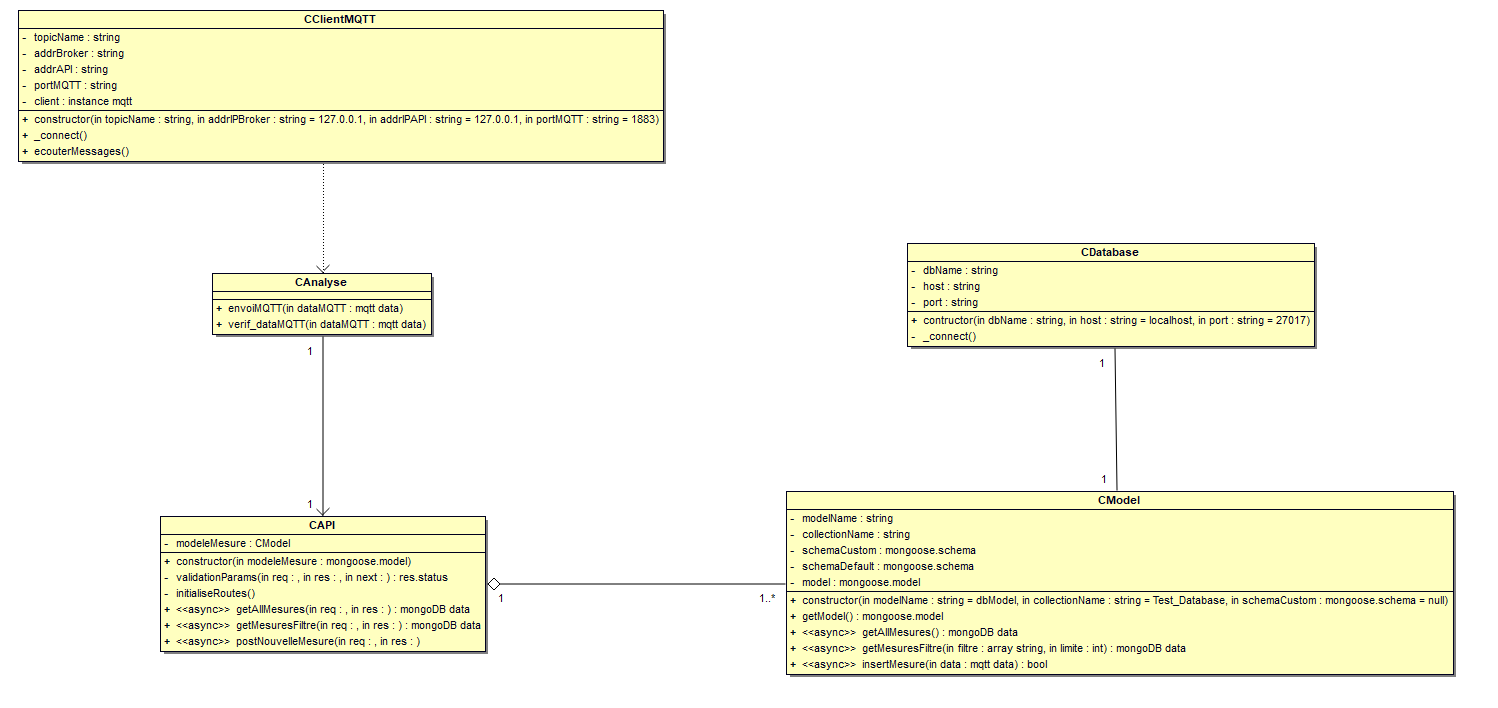 CClientMQTT
- topicName : string
- addrBroker : string
- addrAPI : string
- portMQTT : string
- client : instance mqtt
+ constructor(in topicName : string, in addrIPBroker : string = 127.0.0.1, in addrIPAPI : string = 127.0.0.1, in portMQTT : string = 1883)
+ _connect()
+ ecouterMessages()
CDatabase
- dbName : string
- host : string
- port : string
+ contructor(in dbName : string, in host : string = localhost, in port : string = 27017)
- _connect()
CAnalyse
+ envoiMQTT(in dataMQTT : mqtt data)
+ verif_dataMQTT(in dataMQTT : mqtt data)
1
1
1
1
CAPI
- modeleMesure : CModel
+ constructor(in modeleMesure : mongoose.model)
- validationParams(in req : , in res : , in next : ) : res.status
- initialiseRoutes()
+ <<async>> getAllMesures(in req : , in res : ) : mongoDB data
+ <<async>> getMesuresFiltre(in req : , in res : ) : mongoDB data
+ <<async>> postNouvelleMesure(in req : , in res : )
1
1..*
CModel
- modelName : string
- collectionName : string
- schemaCustom : mongoose.schema
- schemaDefault : mongoose.schema
- model : mongoose.model
+ constructor(in modelName : string = dbModel, in collectionName : string = Test_Database, in schemaCustom : mongoose.schema = null)
+ getModel() : mongoose.model
+ <<async>> getAllMesures() : mongoDB data
+ <<async>> getMesuresFiltre(in filtre : array string, in limite : int) : mongoDB data
+ <<async>> insertMesure(in data : mqtt data) : bool